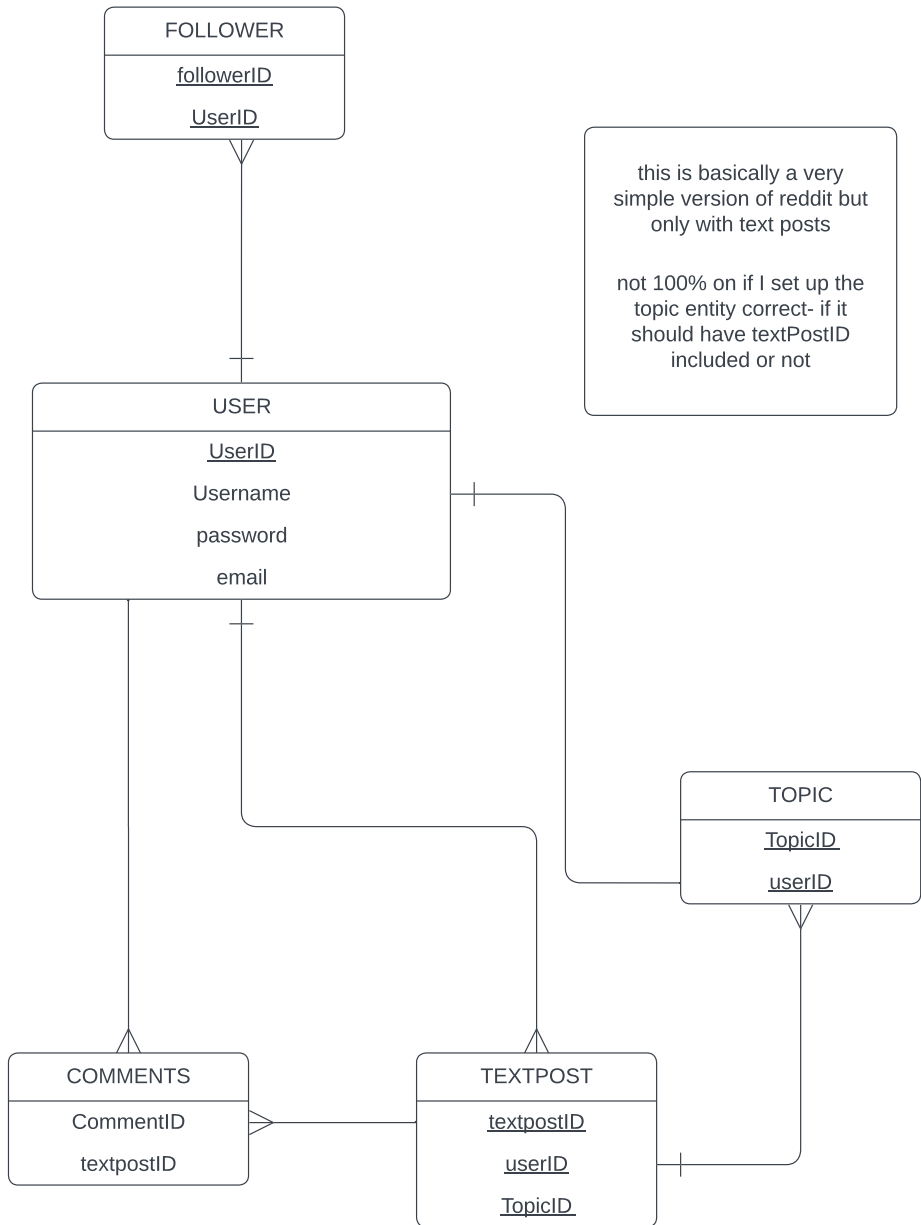 FOLLOWER
followerID
UserID
this is basically a very
simple version of reddit but
only with text posts
not 100% on if I set up the
topic entity correct- if it
should have textPostID
included or not
USER
UserID
Username
password
email
TOPIC
TopicID
userID
COMMENTS
CommentID
textpostID
TEXTPOST
textpostID
userID
TopicID